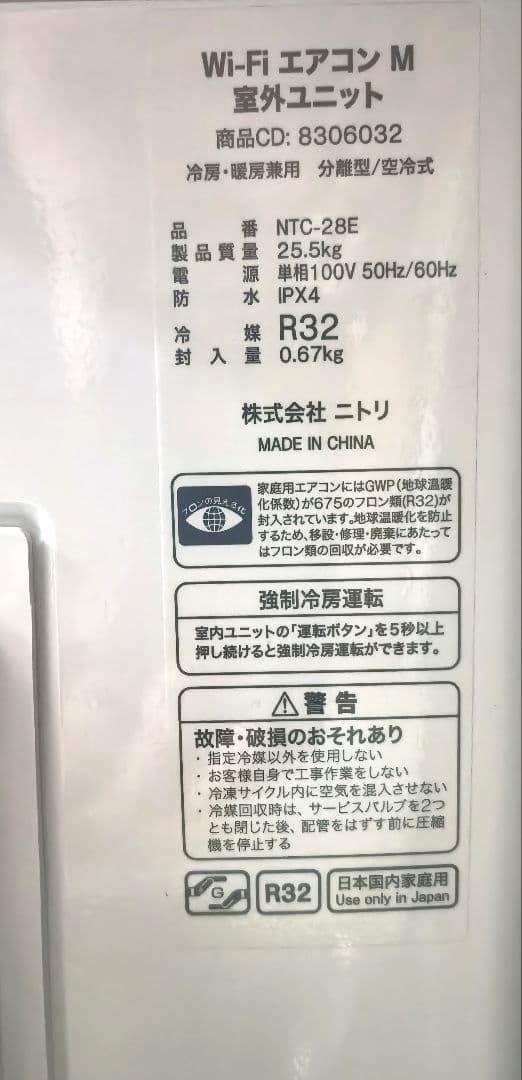 Wi-Fi エアコン M
室外ユニット
商品CD: 8306032
冷房・暖房兼用 分離型/空冷式
品番 NTC-28E
製品質量 25.5kg
電源 単相100V 50Hz/60Hz
防水 IPX4
冷媒 R32
封入量 0.67kg
株式会社 ニトリ
MADE IN CHINA
フロンの見える化
家庭用エアコンにはGWP(地球温暖
化係数)が675のフロン類(R32)が
封入されています。地球温暖化を防止
するため、移設・修理・廃棄にあたって
はフロン類の回収が必要です。
強制冷房運転
室内ユニットの「運転ボタン」を5秒以上
押し続けると強制冷房運転ができます。
警告
故障・破損のおそれあり
・指定冷媒以外を使用しない
・お客様自身で工事作業をしない
・冷凍サイクル内に空気を混入させない
・冷媒回収時は、サービスバルブを2つ
とも閉じた後、配管をはずす前に圧縮
機を停止する
G
R32
日本国内家庭用
Use only in Japan